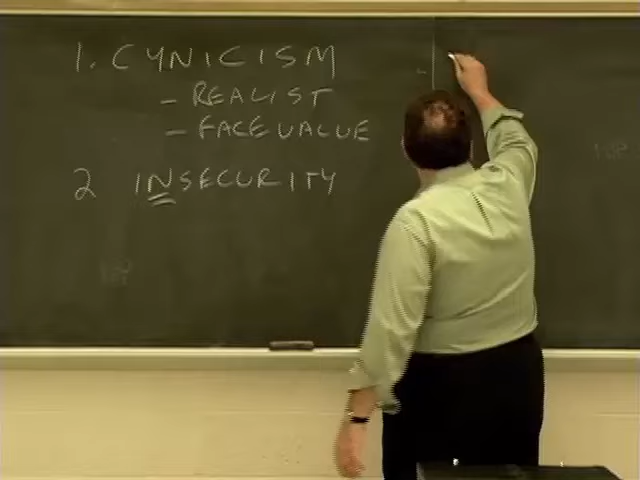 1. CYNICISM
- REALIST
- FACE VALUE
2 INSECURITY